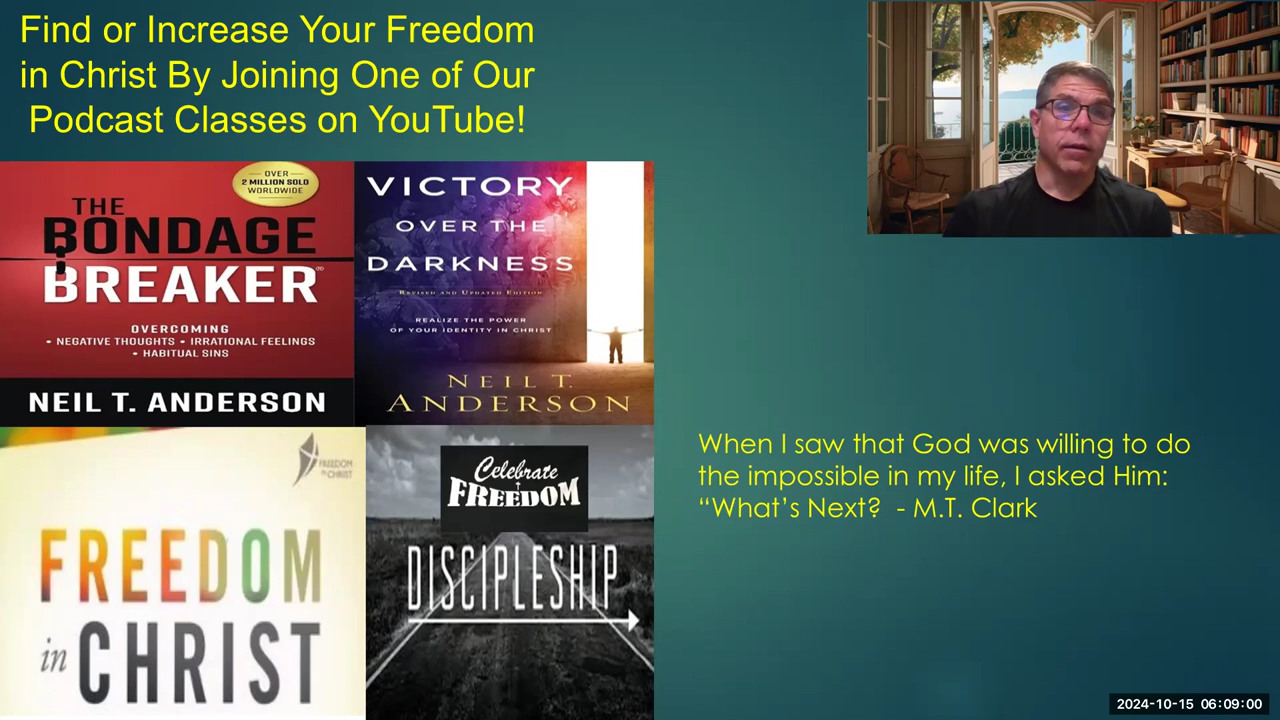 Find or Increase Your Freedom
in Christ By Joining One of Our
Podcast Classes on YouTube!
OVER
2 MILLION SOLD
WORLDWIDE
THE
BONDAGE
BREAKER®
OVERCOMING
• NEGATIVE THOUGHTS • IRRATIONAL FEELINGS
• HABITUAL SINS
NEIL T. ANDERSON
VICTORY
OVER THE
DARKNESS
REVISED AND UPDATED EDITION
REALIZE THE POWER
OF YOUR IDENTITY IN CHRIST
NEIL T.
ANDERSON
FREEDOM
IN CHRIST
FREEDOM
in CHRIST
Celebrate
FREEDOM
DISCIPLESHIP
When I saw that God was willing to do
the impossible in my life, I asked Him:
“What’s Next?  - M.T. Clark
2024-10-15 06:09:00